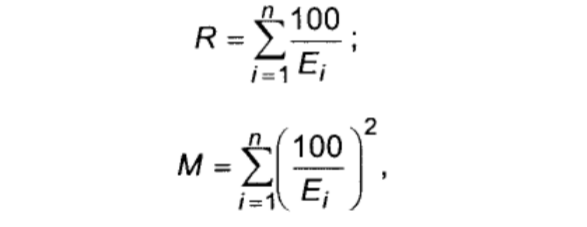 R = ∑_{i=1}^{n} 100/E_i ;
M = ∑_{i=1}^{n} (100/E_i)^2 ,